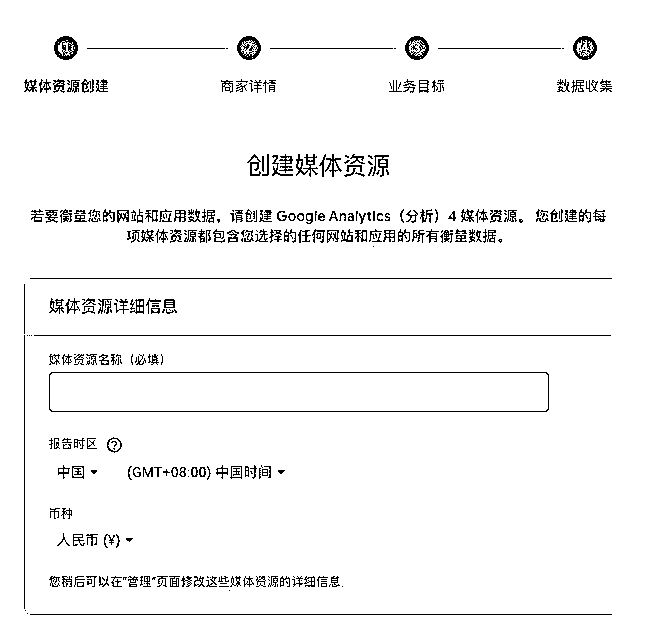 1 2 3 4
媒体资源创建 商家详情 业务目标 数据收集
创建媒体资源
若要衡量您的网站和应用数据，请创建 Google Analytics（分析）4 媒体资源。 您创建的每
项媒体资源都包含您选择的任何网站和应用的所有衡量数据。
媒体资源详细信息
媒体资源名称（必填）
报告时区 ?
中国 (GMT+08:00) 中国时间
币种
人民币 (¥)
您稍后可以在"管理"页面修改这些媒体资源的详细信息.